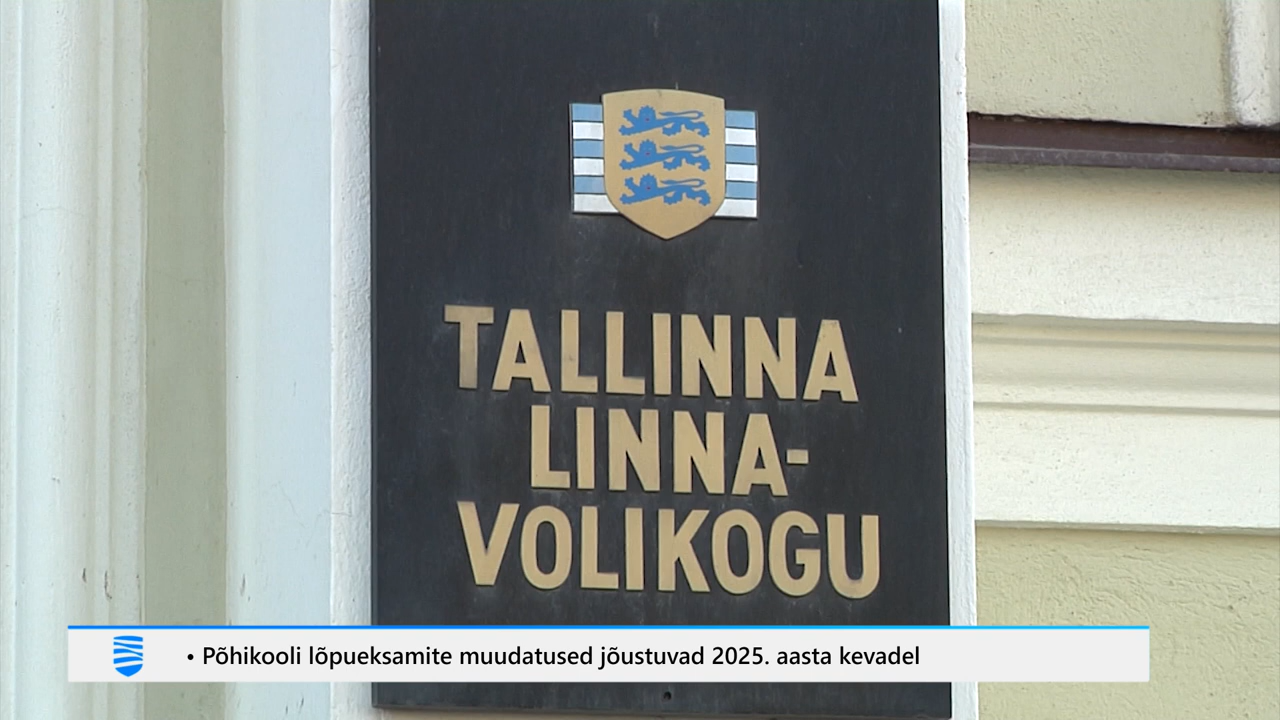 TALLINNA
LINNA-
VOLIKOGU
• Põhikooli lõpueksamite muudatused jõustuvad 2025. aasta kevadel